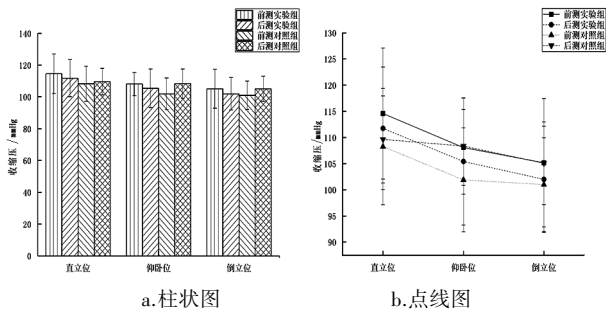 前测实验组
后测实验组
前测对照组
后测对照组
收缩压 /mmHg
140
120
100
80
60
40
20
0
直立位
仰卧位
倒立位
a.柱状图
前测实验组
后测实验组
前测对照组
后测对照组
收缩压 /mmHg
130
125
120
115
110
105
100
95
90
直立位
仰卧位
倒立位
b.点线图